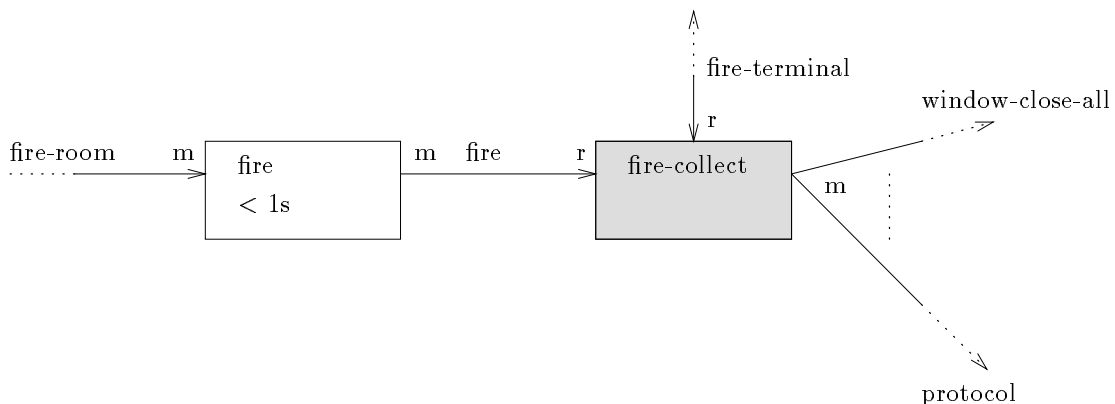 fire-terminal
window-close-all
r
fire-room
m
fire
< 1s
m
fire
r
fire-collect
m
protocol